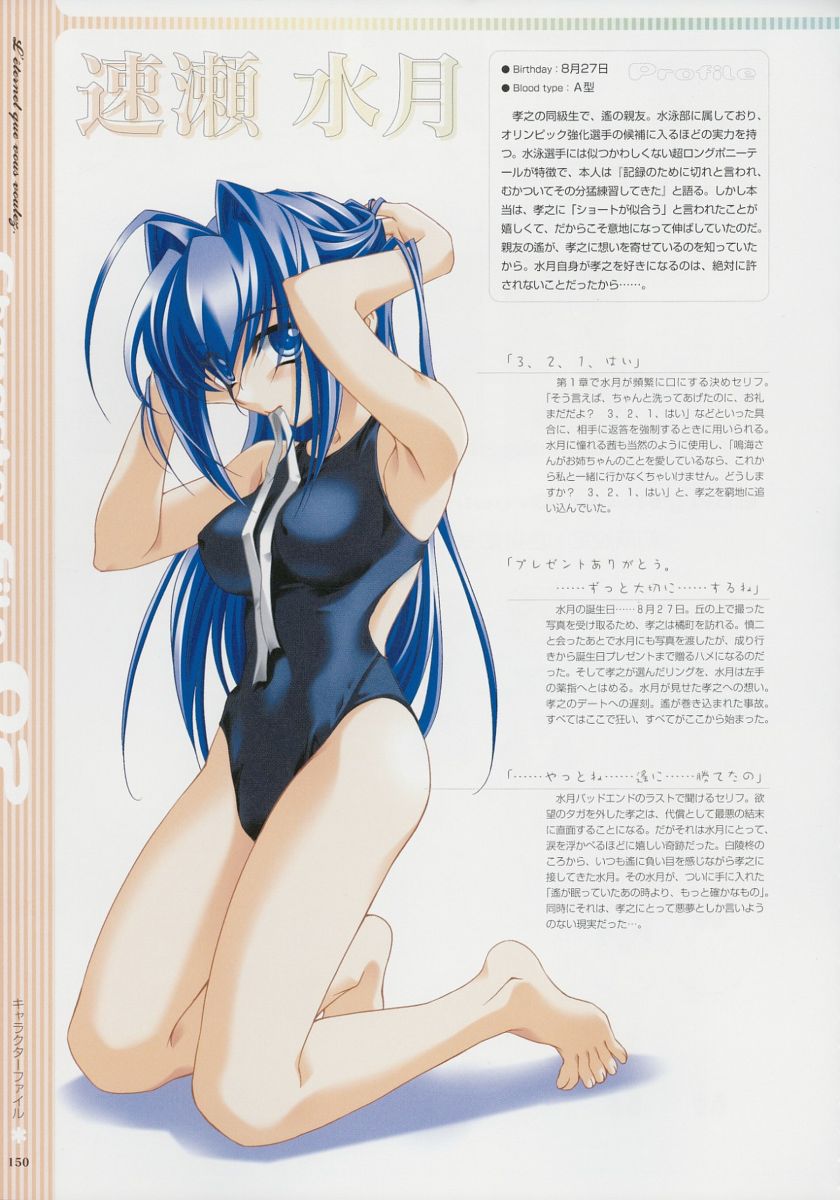 L'éternel que vous voulez.
速瀬 水月
Profile
● Birthday：8月27日
● Blood type：A型
孝之の同級生で、遙の親友。水泳部に属しており、
オリンピック強化選手の候補に入るほどの実力を持
つ。水泳選手には似つかわしくない超ロングポニーテ
ールが特徴で、本人は『記録のために切れと言われ、
むかついてその分猛練習してきた』と語る。しかし本
当は、孝之に「ショートが似合う」と言われたことが
嬉しくて、だからこそ意地になって伸ばしていたのだ。
親友の遙が、孝之に想いを寄せているのを知っていた
から。水月自身が孝之を好きになるのは、絶対に許
されないことだったから……。
「3、2、1、はい」
第1章で水月が頻繁に口にする決めセリフ。
「そう言えば、ちゃんと洗ってあげたのに、お礼
まだだよ？　3、2、1、はい」などといった具
合に、相手に返答を強制するときに用いられる。
水月に憧れる茜も当然のように使用し、「鳴海さ
んがお姉ちゃんのことを愛しているなら、これか
ら私と一緒に行かなくちゃいけません。どうしま
すか？　3、2、1、はい」と、孝之を窮地に追
い込んでいた。
「プレゼントありがとう。
……ずっと大切に……するね」
水月の誕生日……8月27日。丘の上で撮った
写真を受け取るため、孝之は橘町を訪れる。慎二
と会ったあとで水月にも写真を渡したが、成り行
きから誕生日プレゼントまで贈るハメになるのだ
った。そして孝之が選んだリングを、水月は左手
の薬指へとはめる。水月が見せた孝之への想い。
孝之のデートへの遅刻。遙が巻き込まれた事故。
すべてはここで狂い、すべてがここから始まった。
「……やっとね……遙に……勝てたの」
水月バッドエンドのラストで聞けるセリフ。欲
望のタガを外した孝之は、代償として最悪の結末
に直面することになる。だがそれは水月にとって、
涙を浮かべるほどに嬉しい奇跡だった。白陵柊の
ころから、いつも遙に負い目を感じながら孝之に
接してきた水月。その水月が、ついに手に入れた
「遙が眠っていたあの時より、もっと確かなもの」。
同時にそれは、孝之にとって悪夢としか言いよう
のない現実だった…。
Character file 02
キャラクターファイル
150